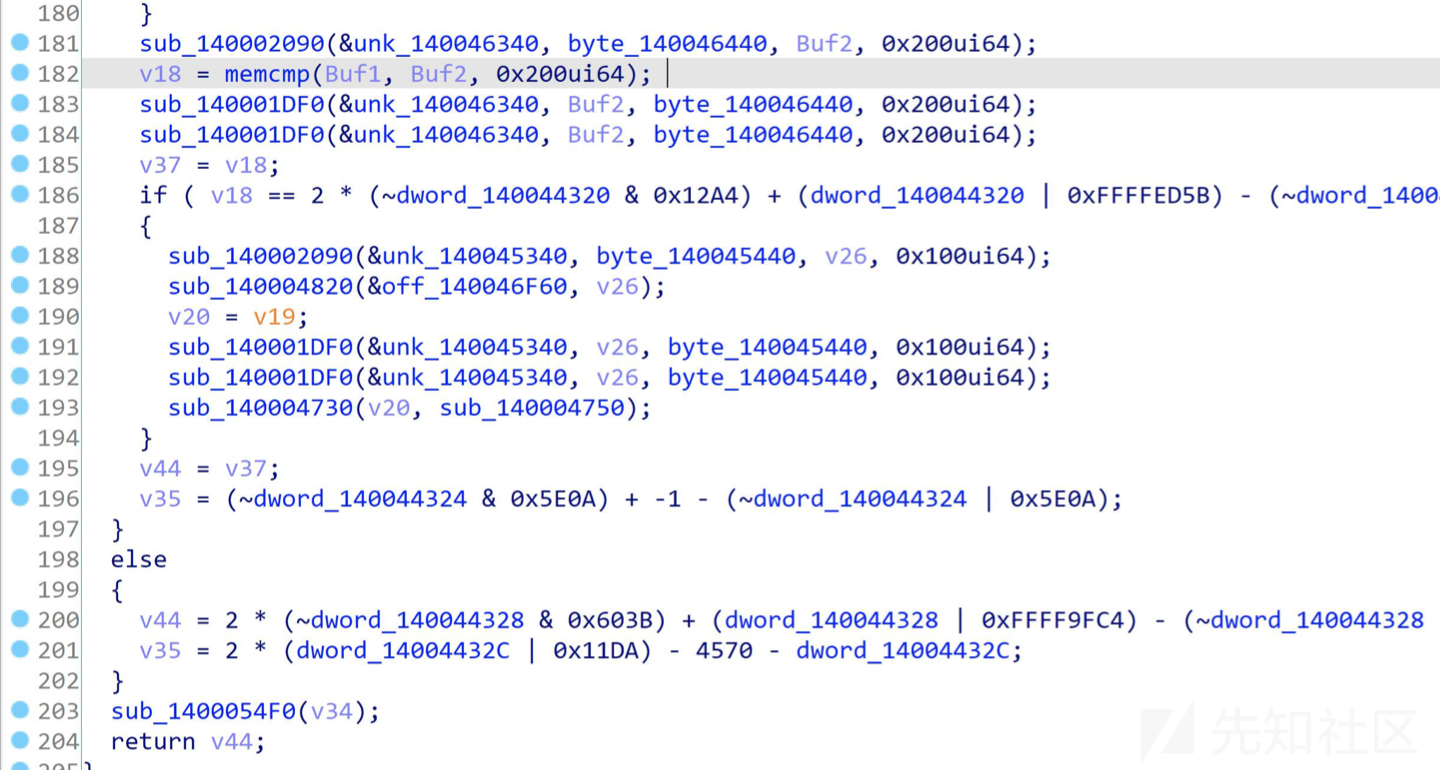 180 }
181 sub_140002090(&unk_140046340, byte_140046440, Buf2, 0x200ui64);
182 v18 = memcmp(Buf1, Buf2, 0x200ui64);
183 sub_140001DF0(&unk_140046340, Buf2, byte_140046440, 0x200ui64);
184 sub_140001DF0(&unk_140046340, Buf2, byte_140046440, 0x200ui64);
185 v37 = v18;
186 if ( v18 == 2 * (~dword_140044320 & 0x12A4) + (dword_140044320 | 0xFFFFED5B) - (~dword_1400
187 {
188 sub_140002090(&unk_140045340, byte_140045440, v26, 0x100ui64);
189 sub_140004820(&off_140046F60, v26);
190 v20 = v19;
191 sub_140001DF0(&unk_140045340, v26, byte_140045440, 0x100ui64);
192 sub_140001DF0(&unk_140045340, v26, byte_140045440, 0x100ui64);
193 sub_140004730(v20, sub_140004750);
194 }
195 v44 = v37;
196 v35 = (~dword_140044324 & 0x5E0A) + -1 - (~dword_140044324 | 0x5E0A);
197 }
198 else
199 {
200 v44 = 2 * (~dword_140044328 & 0x603B) + (dword_140044328 | 0xFFFF9FC4) - (~dword_140044328
201 v35 = 2 * (dword_14004432C | 0x11DA) - 4570 - dword_14004432C;
202 }
203 sub_1400054F0(v34);
204 return v44;
205 }
先知社区